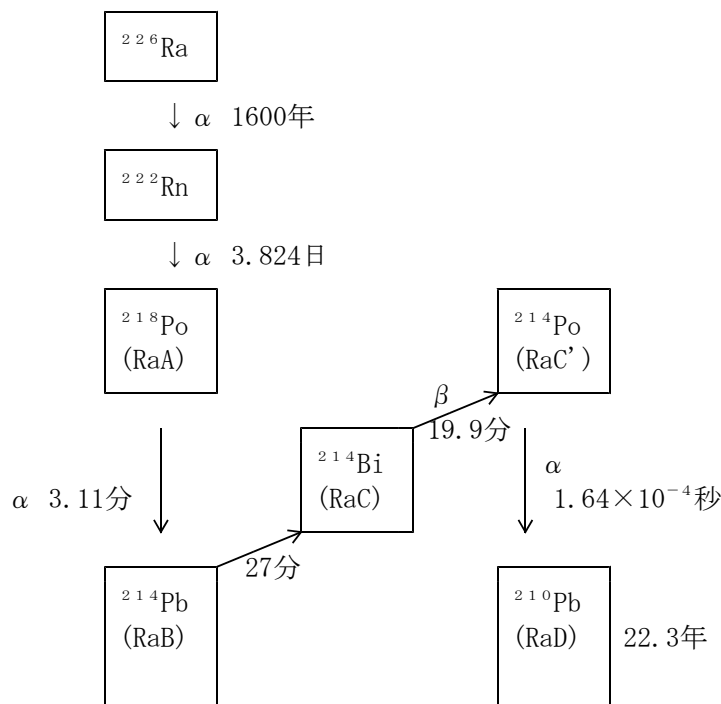 ²²⁶Ra
↓ α 1600年
²²²Rn
↓ α 3.824日
²¹⁸Po
(RaA)
²¹⁴Po
(RaC’)
β
19.9分
²¹⁴Bi
(RaC)
α
α 3.11分
1.64×10⁻⁴秒
27分
²¹⁴Pb
(RaB)
²¹⁰Pb
(RaD) 22.3年